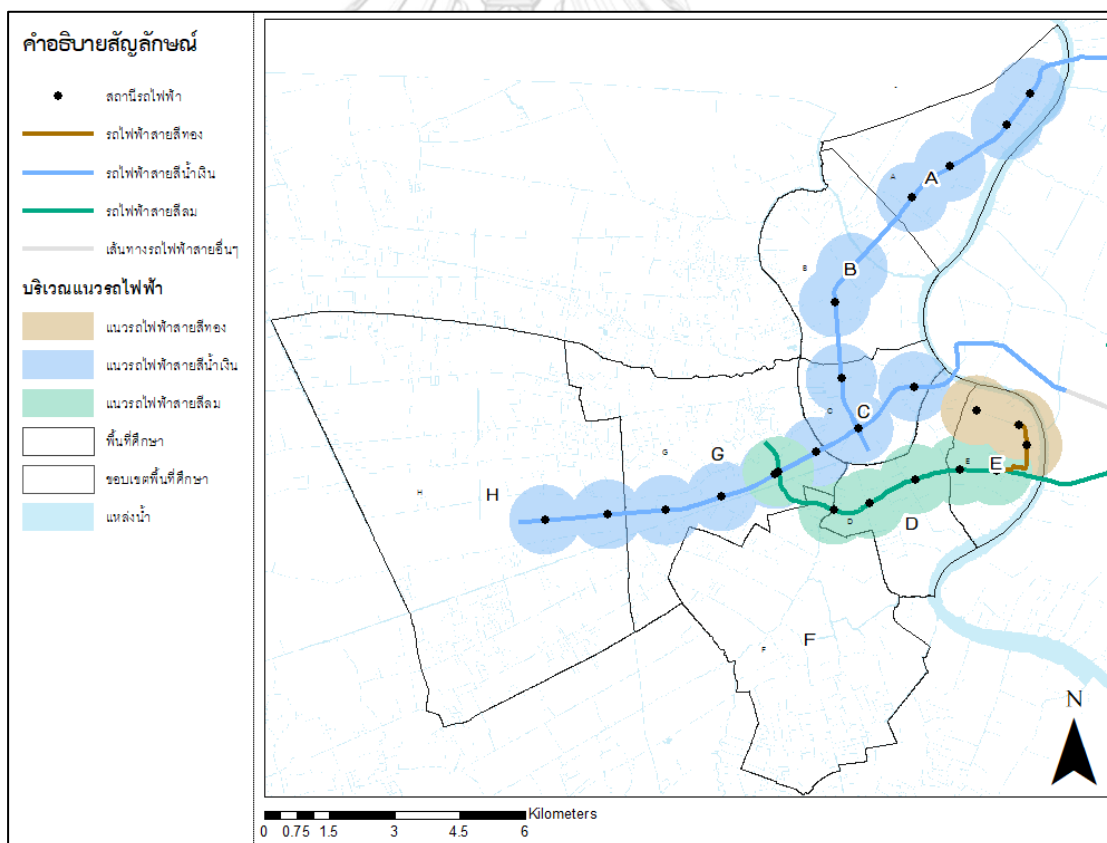 คำอธิบายสัญลักษณ์
สถานีรถไฟฟ้า
รถไฟฟ้าสายสีทอง
รถไฟฟ้าสายสีน้ำเงิน
รถไฟฟ้าสายสีลม
เส้นทางรถไฟฟ้าสายอื่นๆ
บริเวณแนวรถไฟฟ้า
แนวรถไฟฟ้าสายสีทอง
แนวรถไฟฟ้าสายสีน้ำเงิน
แนวรถไฟฟ้าสายสีลม
พื้นที่ศึกษา
ขอบเขตพื้นที่ศึกษา
แหล่งน้ำ
A
A
B
B
C
C
G
G
E
E
H
H
D
D
F
F
N
Kilometers
0 0.75 1.5 3 4.5 6